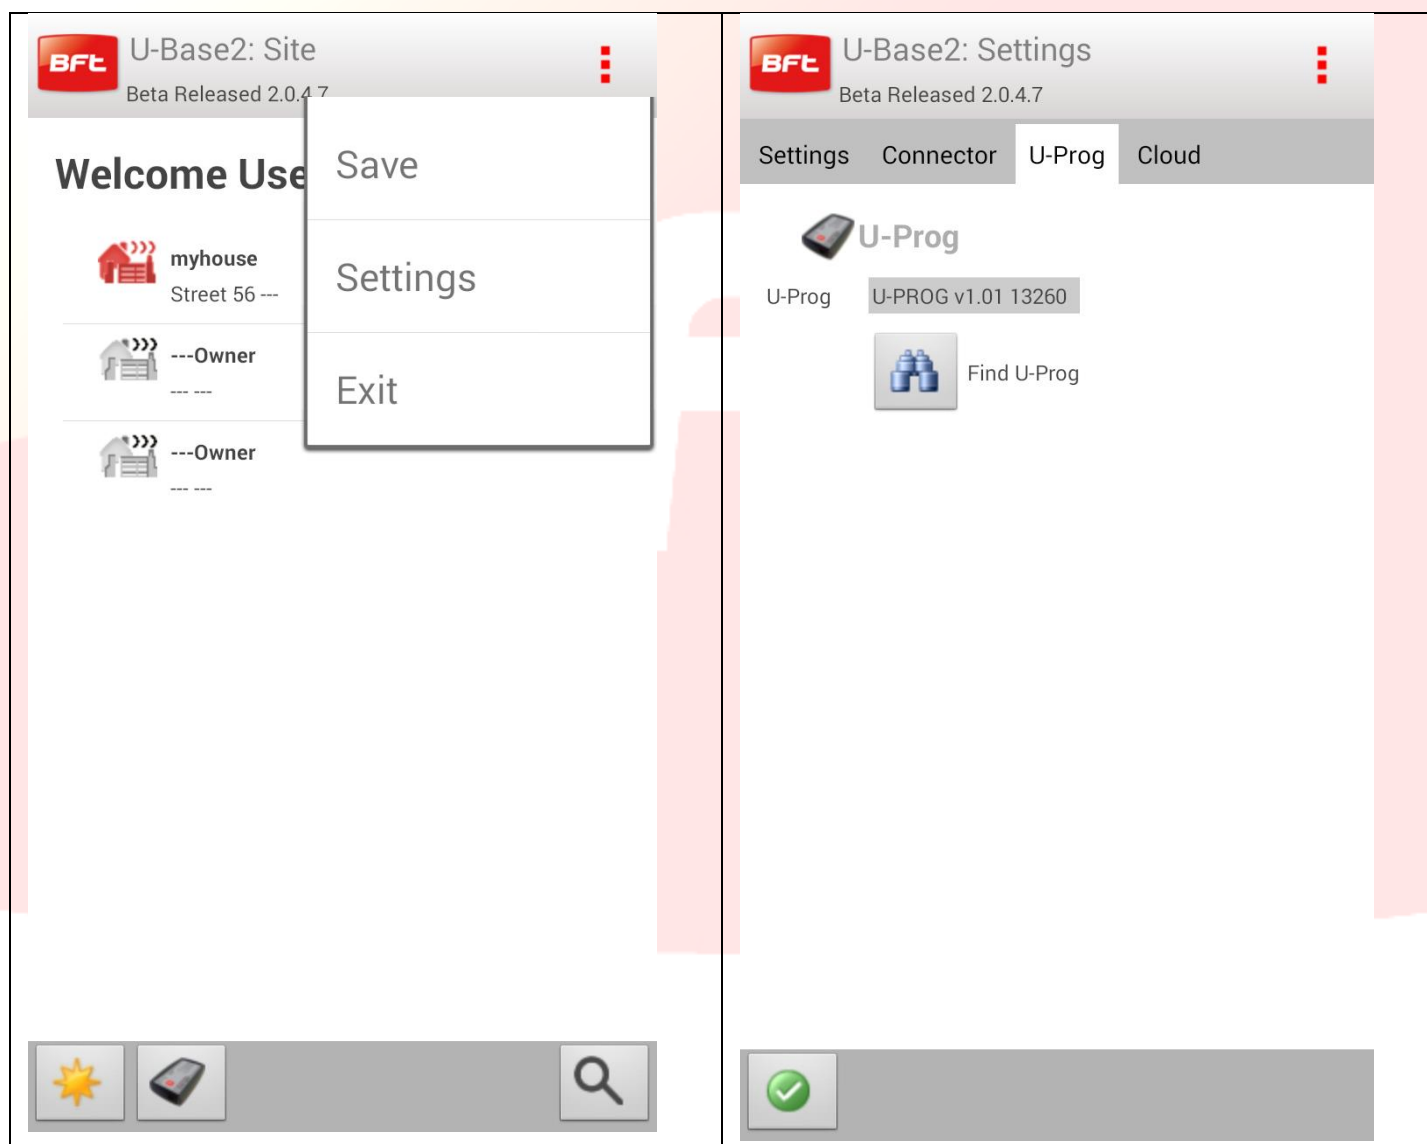 BFt
U-Base2: Site
Beta Released 2.0.4.7
Welcome Use
myhouse
Street 56 ---
---Owner
--- ---
---Owner
--- ---
Save
Settings
Exit
BFt
U-Base2: Settings
Beta Released 2.0.4.7
Settings Connector U-Prog Cloud
U-Prog
U-Prog U-PROG v1.01 13260
Find U-Prog